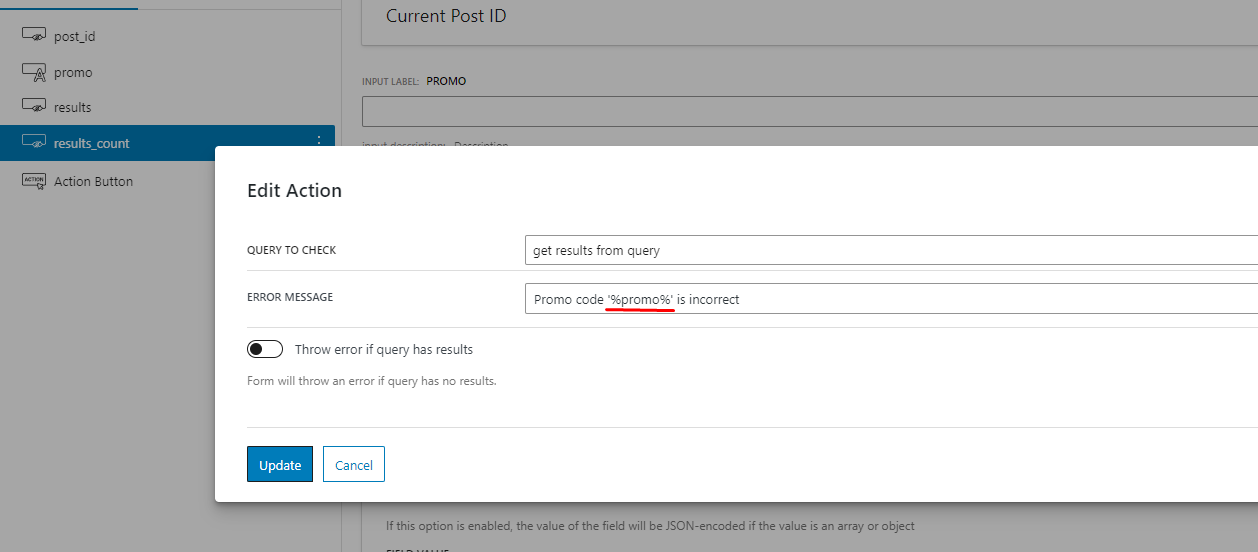 Current Post ID
post_id
promo
results
results_count
ACTION Action Button
INPUT LABEL: PROMO
input description: Description
Edit Action
QUERY TO CHECK
get results from query
ERROR MESSAGE
Promo code '%promo%' is incorrect
Throw error if query has results
Form will throw an error if query has no results.
Update
Cancel
If this option is enabled, the value of the field will be JSON-encoded if the value is an array or object
FIELD VALUE